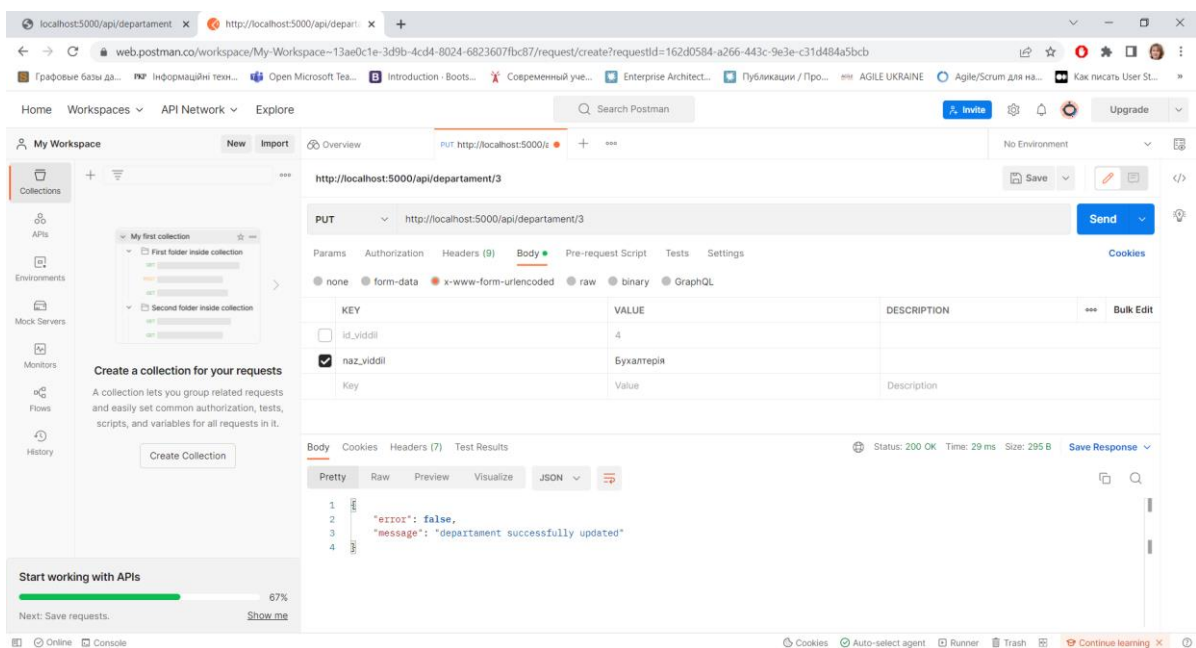 localhost:5000/api/departament
http://localhost:5000/api/departa
web.postman.co/workspace/My-Workspace~13ae0c1e-3d9b-4cd4-8024-6823607fbc87/request/create?requestId=162d0584-a266-443c-9e3e-c31d484a5bcb
Графовые базы да... Інформаційні техн... Open Microsoft Tea... Introduction · Boots... Современный уче... Enterprise Architect... Публикации / Про... AGILE UKRAINE Agile/Scrum для на... Как писать User St...
Home Workspaces API Network Explore Search Postman Invite Upgrade
My Workspace New Import Overview PUT http://localhost:5000/a No Environment
Collections
APIs
Environments
Mock Servers
Monitors
Flows
History
My first collection
First folder inside collection
Second folder inside collection
Create a collection for your requests
A collection lets you group related requests
and easily set common authorization, tests,
scripts, and variables for all requests in it.
Create Collection
Start working with APIs
67%
Next: Save requests. Show me
http://localhost:5000/api/departament/3 Save
PUT http://localhost:5000/api/departament/3 Send
Params Authorization Headers (9) Body Pre-request Script Tests Settings Cookies
none form-data x-www-form-urlencoded raw binary GraphQL
KEY VALUE DESCRIPTION Bulk Edit
id_viddil 4
naz_viddil Бухгалтерія
Key Value Description
Body Cookies Headers (7) Test Results Status: 200 OK Time: 29 ms Size: 295 B Save Response
Pretty Raw Preview Visualize JSON
1 {
2 "error": false,
3 "message": "departament successfully updated"
4 }
Online Console Cookies Auto-select agent Runner Trash Continue learning